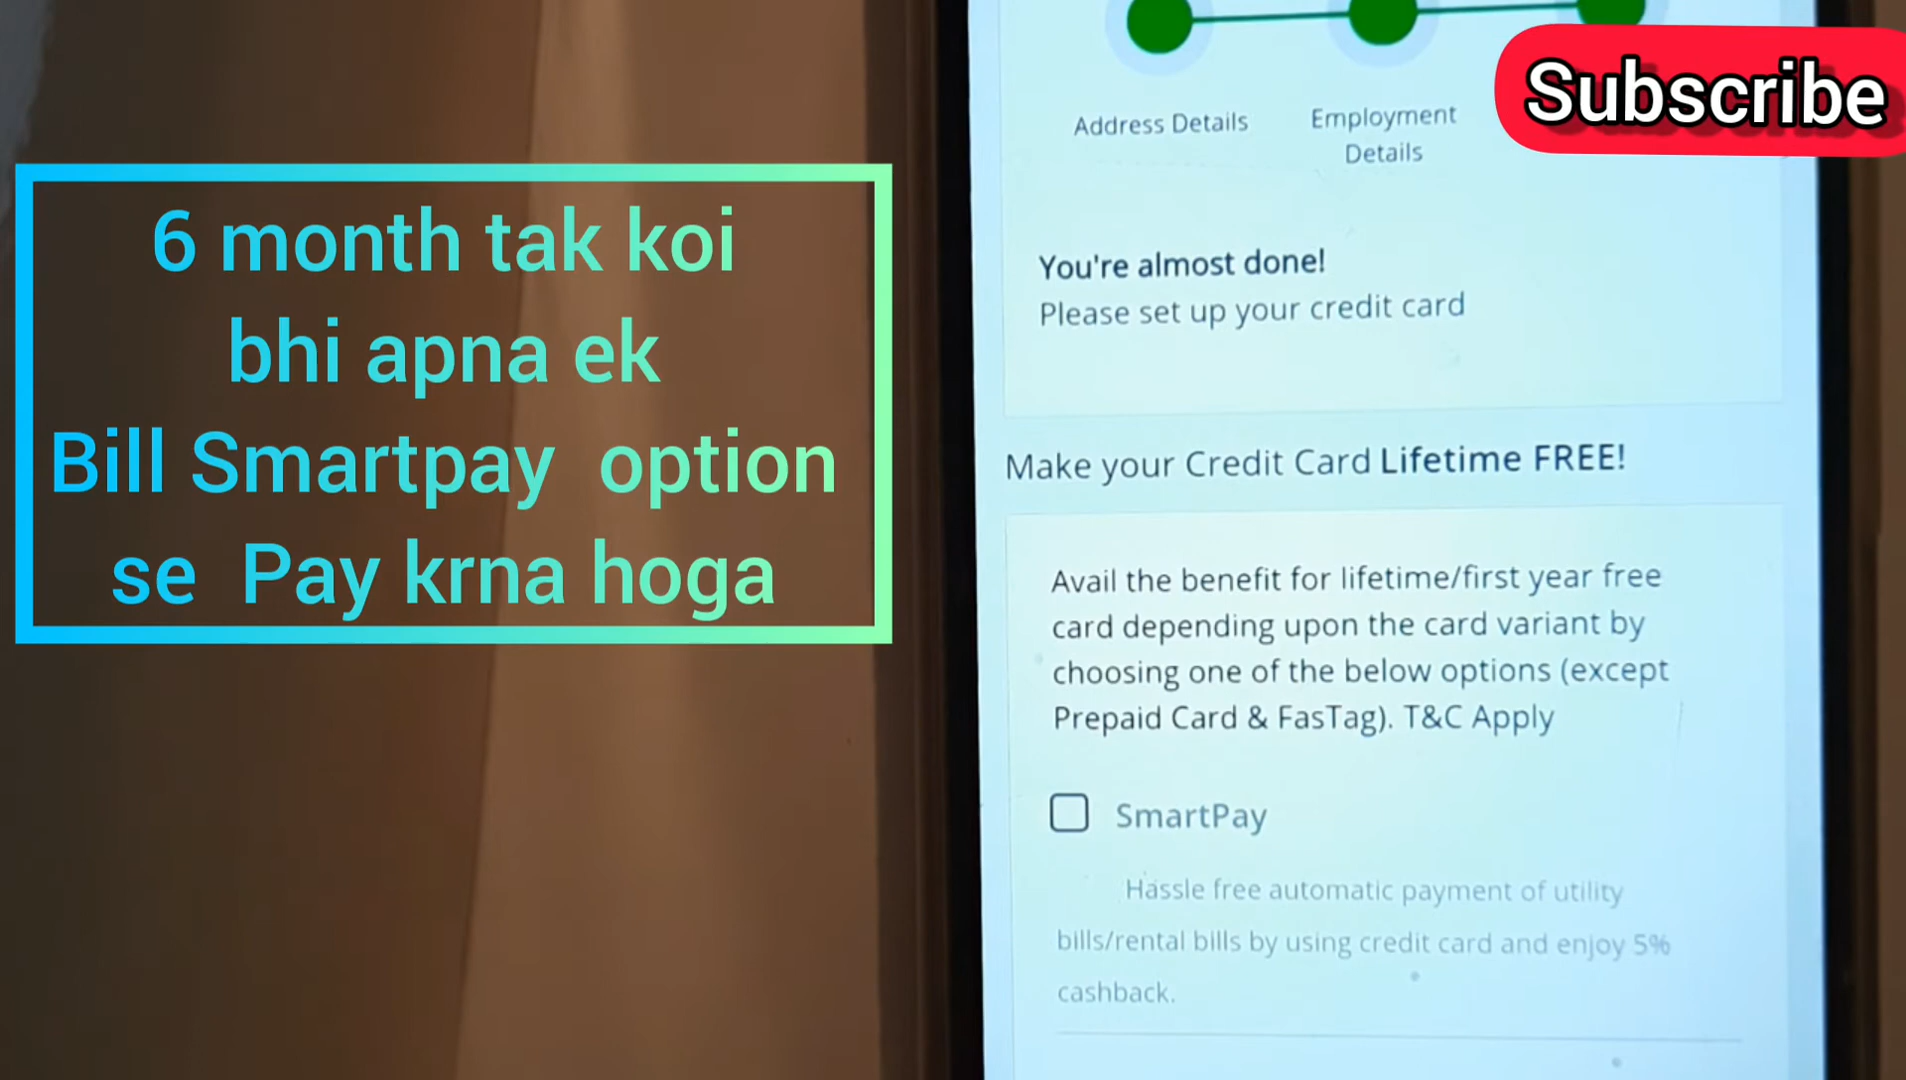 Subscribe
Address Details
Employment
Details
6 month tak koi
bhi apna ek
Bill Smartpay option
se Pay krna hoga
You're almost done!
Please set up your credit card
Make your Credit Card Lifetime FREE!
Avail the benefit for lifetime/first year free
card depending upon the card variant by
choosing one of the below options (except
Prepaid Card & FasTag). T&C Apply
SmartPay
Hassle free automatic payment of utility
bills/rental bills by using credit card and enjoy 5%
cashback.